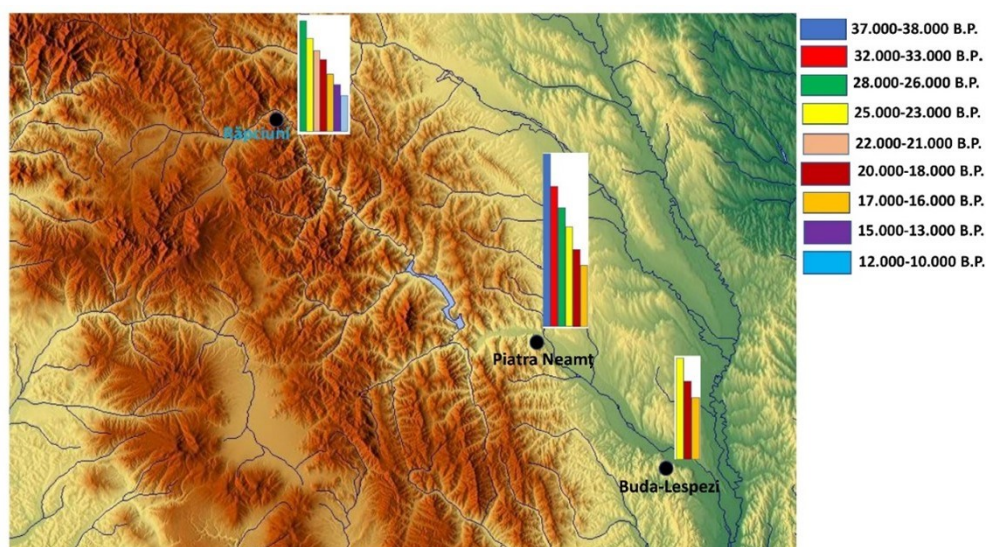 37.000-38.000 B.P.
32.000-33.000 B.P.
28.000-26.000 B.P.
25.000-23.000 B.P.
22.000-21.000 B.P.
20.000-18.000 B.P.
17.000-16.000 B.P.
15.000-13.000 B.P.
12.000-10.000 B.P.
Răpciuni
Piatra Neamț
Buda-Lespezi